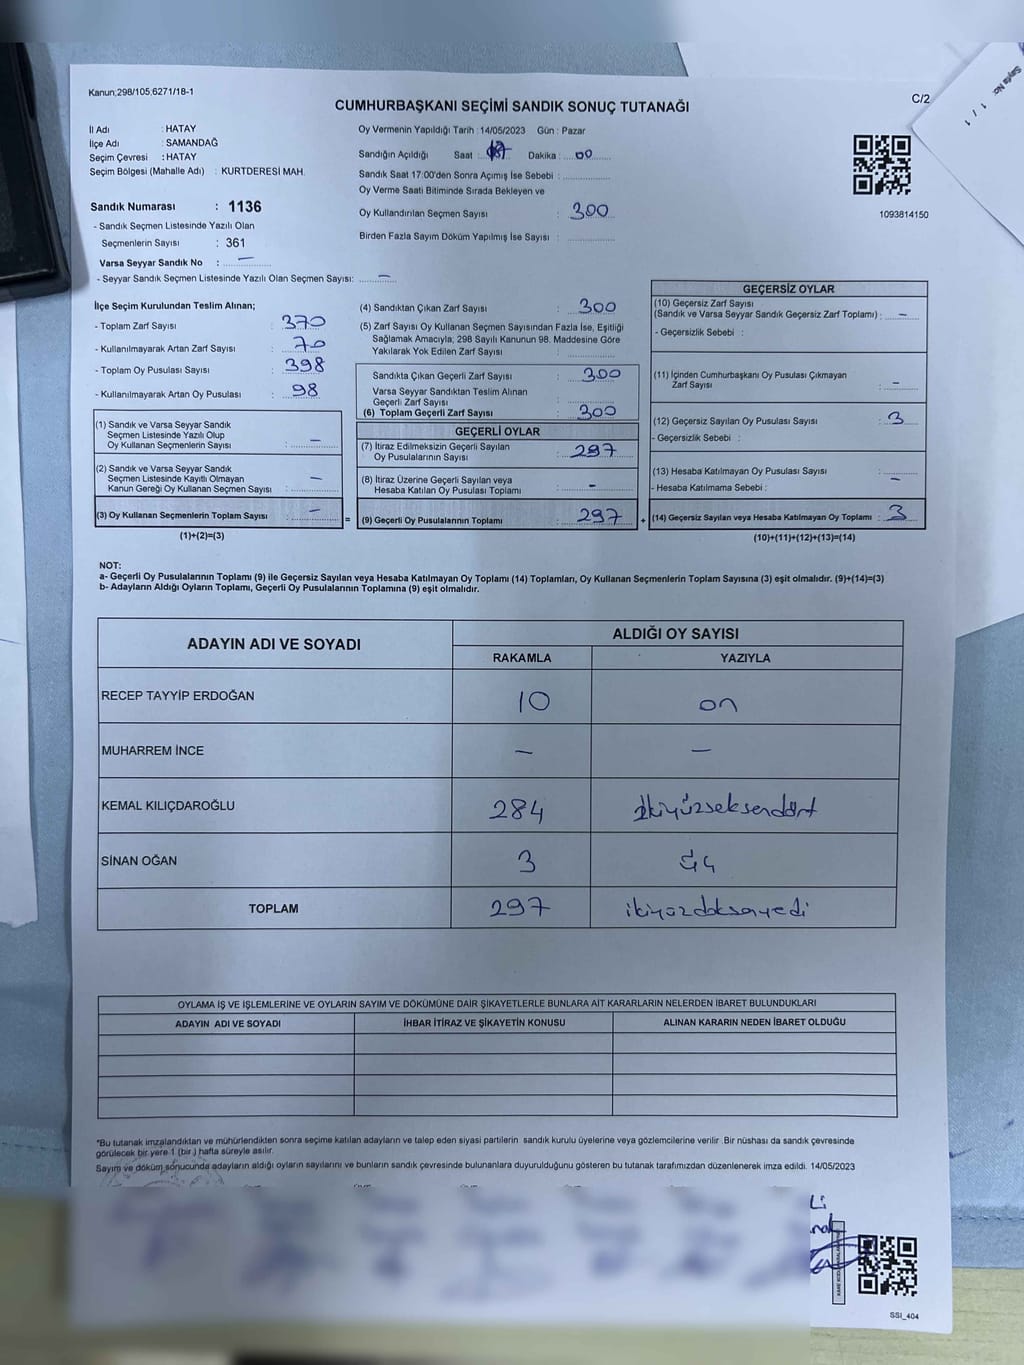 Kanun;298/105,6271/18-1
C/2
Sayfa No: 1 / 1
CUMHURBAŞKANI SEÇİMİ SANDIK SONUÇ TUTANAĞI
İl Adı : HATAY
İlçe Adı : SAMANDAĞ
Seçim Çevresi : HATAY
Seçim Bölgesi (Mahalle Adı) : KURTDERESİ MAH.
Sandık Numarası : 1136
- Sandık Seçmen Listesinde Yazılı Olan
Seçmenlerin Sayısı : 361
Varsa Seyyar Sandık No : —
- Seyyar Sandık Seçmen Listesinde Yazılı Olan Seçmen Sayısı: —
Oy Vermenin Yapıldığı Tarih : 14/05/2023 Gün : Pazar
Sandığın Açıldığı Saat : 17 Dakika : 00
Sandık Saat 17:00'den Sonra Açımış İse Sebebi :
Oy Verme Saati Bitiminde Sırada Bekleyen ve
Oy Kullandırılan Seçmen Sayısı : 300
Birden Fazla Sayım Döküm Yapılmış İse Sayısı :
1093814150
İlçe Seçim Kurulundan Teslim Alınan;
- Toplam Zarf Sayısı : 370
- Kullanılmayarak Artan Zarf Sayısı : 70
- Toplam Oy Pusulası Sayısı : 398
- Kullanılmayarak Artan Oy Pusulası : 98
(1) Sandık ve Varsa Seyyar Sandık
Seçmen Listesinde Yazılı Olup
Oy Kullanan Seçmenlerin Sayısı : —
(2) Sandık ve Varsa Seyyar Sandık
Seçmen Listesinde Kayıtlı Olmayan
Kanun Gereği Oy Kullanan Seçmen Sayısı : —
(3) Oy Kullanan Seçmenlerin Toplam Sayısı : —
(1)+(2)=(3)
=
(4) Sandıktan Çıkan Zarf Sayısı : 300
(5) Zarf Sayısı Oy Kullanan Seçmen Sayısından Fazla İse, Eşitliği
Sağlamak Amacıyla; 298 Sayılı Kanunun 98. Maddesine Göre
Yakılarak Yok Edilen Zarf Sayısı :
Sandıkta Çıkan Geçerli Zarf Sayısı : 300
Varsa Seyyar Sandıktan Teslim Alınan
Geçerli Zarf Sayısı :
(6) Toplam Geçerli Zarf Sayısı : 300
GEÇERLİ OYLAR
(7) İtiraz Edilmeksizin Geçerli Sayılan
Oy Pusulalarının Sayısı : 297
(8) İtiraz Üzerine Geçerli Sayılan veya
Hesaba Katılan Oy Pusulası Toplamı : -
(9) Geçerli Oy Pusulalarının Toplamı : 297
+
GEÇERSİZ OYLAR
(10) Geçersiz Zarf Sayısı
(Sandık ve Varsa Seyyar Sandık Geçersiz Zarf Toplamı) : -
- Geçersizlik Sebebi :
(11) İçinden Cumhurbaşkanı Oy Pusulası Çıkmayan
Zarf Sayısı : -
(12) Geçersiz Sayılan Oy Pusulası Sayısı : 3
- Geçersizlik Sebebi :
(13) Hesaba Katılmayan Oy Pusulası Sayısı : -
- Hesaba Katılmama Sebebi :
(14) Geçersiz Sayılan veya Hesaba Katılmayan Oy Toplamı : 3
(10)+(11)+(12)+(13)=(14)
NOT:
a- Geçerli Oy Pusulalarının Toplamı (9) ile Geçersiz Sayılan veya Hesaba Katılmayan Oy Toplamı (14) Toplamları, Oy Kullanan Seçmenlerin Toplam Sayısına (3) eşit olmalıdır. (9)+(14)=(3)
b- Adayların Aldığı Oyların Toplamı, Geçerli Oy Pusulalarının Toplamına (9) eşit olmalıdır.
ADAYIN ADI VE SOYADI ALDIĞI OY SAYISI
RAKAMLA YAZIYLA
RECEP TAYYİP ERDOĞAN 10 on
MUHARREM İNCE — —
KEMAL KILIÇDAROĞLU 284 ikiyüzseksendört
SİNAN OĞAN 3 üç
TOPLAM 297 ikiyüzdoksanyedi
OYLAMA İŞ VE İŞLEMLERİNE VE OYLARIN SAYIM VE DÖKÜMÜNE DAİR ŞİKAYETLERLE BUNLARA AİT KARARLARIN NELERDEN İBARET BULUNDUKLARI
ADAYIN ADI VE SOYADI İHBAR İTİRAZ VE ŞİKAYETİN KONUSU ALINAN KARARIN NEDEN İBARET OLDUĞU
*Bu tutanak imzalandıktan ve mühürlendikten sonra seçime katılan adayların ve talep eden siyasi partilerin sandık kurulu üyelerine veya gözlemcilerine verilir .Bir nüshası da sandık çevresinde
görülecek bir yere 1 (bir ) hafta süreyle asılır.
Sayım ve döküm sonucunda adayların aldığı oyların sayılarını ve bunların sandık çevresinde bulunanlara duyurulduğunu gösteren bu tutanak tarafımızdan düzenlenerek imza edildi. 14/05/2023
SSI_404